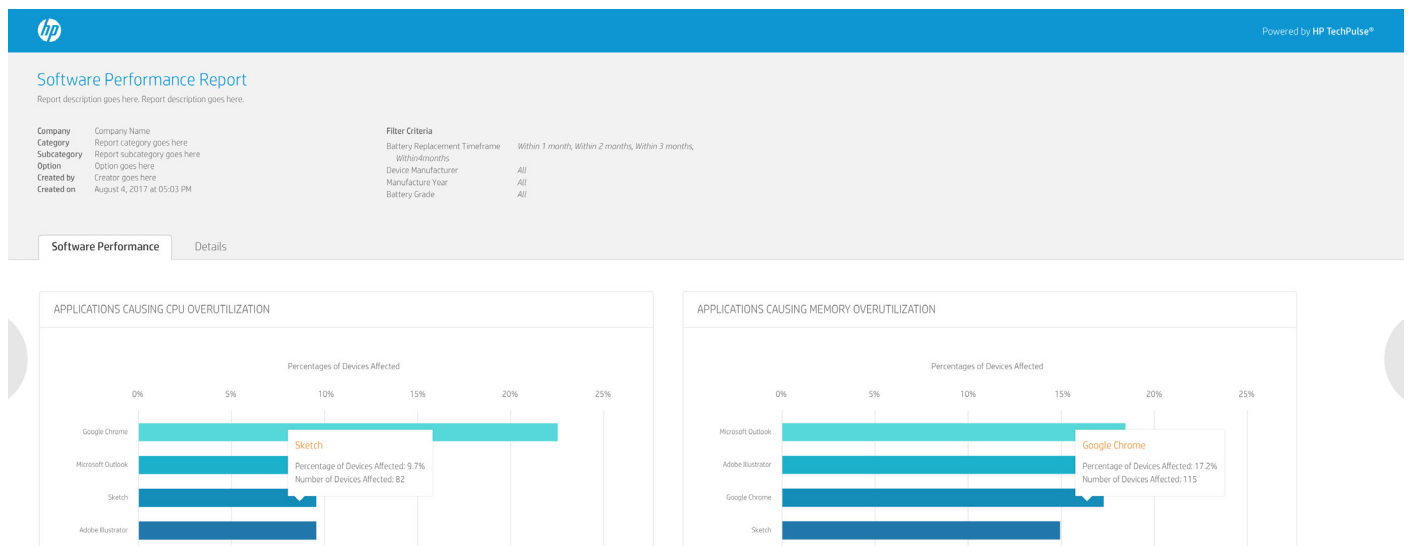 hp
Powered by HP TechPulse®
Software Performance Report
Report description goes here. Report description goes here.
Company Company Name
Category Report category goes here
Subcategory Report subcategory goes here
Option Option goes here
Created by Creator goes here
Created on August 4, 2017 at 05:03 PM
Filter Criteria
Battery Replacement Timeframe Within 1 month, Within 2 months, Within 3 months,
Within4months
Device Manufacturer All
Manufacture Year All
Battery Grade All
Software Performance Details
APPLICATIONS CAUSING CPU OVERUTILIZATION
Percentages of Devices Affected
0% 5% 10% 15% 20% 25%
Google Chrome
Microsoft Outlook
Sketch
Adobe Illustrator
Sketch
Percentage of Devices Affected: 9.7%
Number of Devices Affected: 82
APPLICATIONS CAUSING MEMORY OVERUTILIZATION
Percentages of Devices Affected
0% 5% 10% 15% 20% 25%
Microsoft Outlook
Adobe Illustrator
Google Chrome
Sketch
Google Chrome
Percentage of Devices Affected: 17.2%
Number of Devices Affected: 115